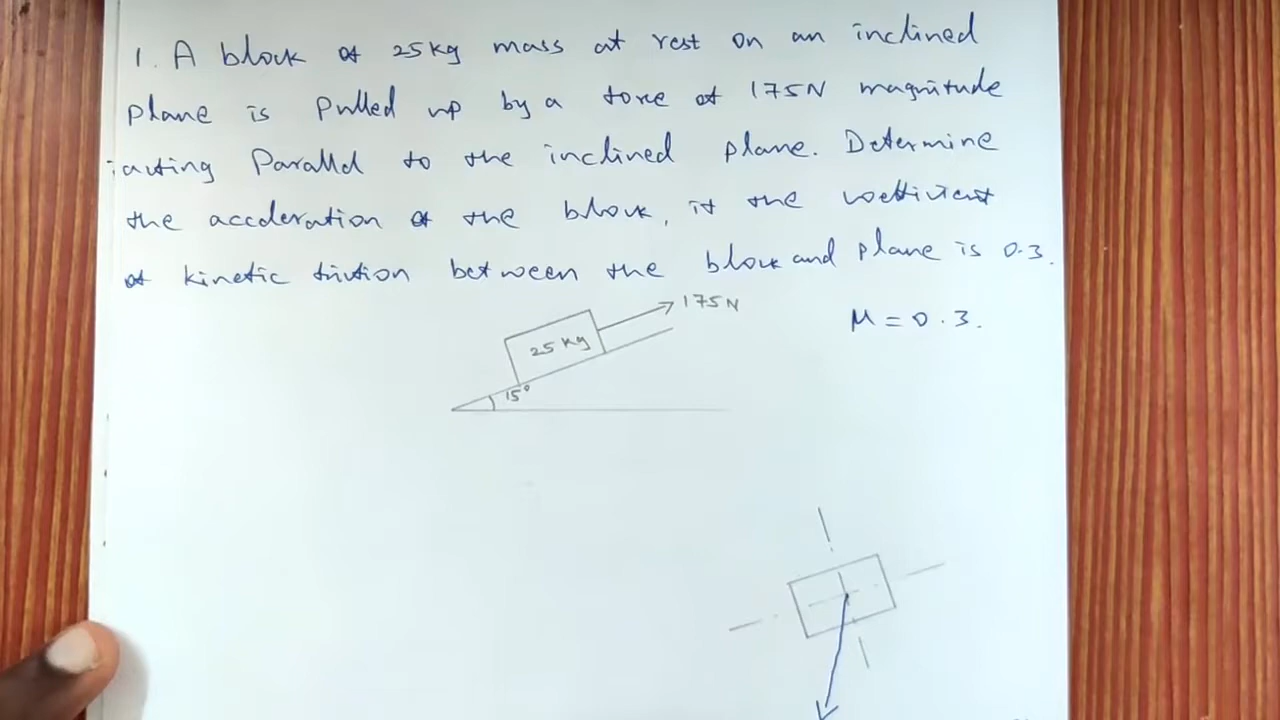 1. A block of 25kg mass at rest on an inclined
plane is pulled up by a force of 175N magnitude
acting Parallel to the inclined plane. Determine
the acceleration of the block, if the coefficient
of kinetic friction between the block and plane is 0.3.
175N
μ = 0.3.
25 kg
15°